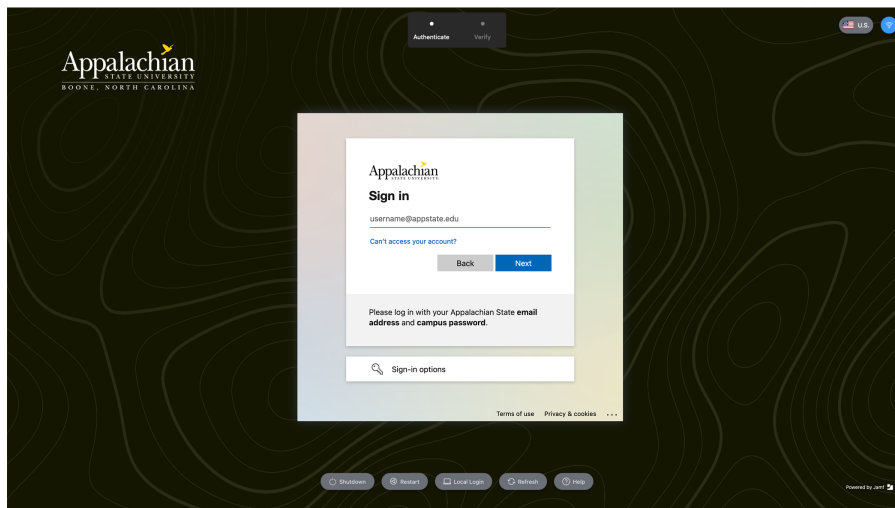 Authenticate
Verify
U.S.
Appalachian
STATE UNIVERSITY
BOONE, NORTH CAROLINA
Appalachian
STATE UNIVERSITY
Sign in
username@appstate.edu
Can't access your account?
Back
Next
Please log in with your Appalachian State email
address and campus password.
Sign-in options
Terms of use
Privacy & cookies
...
Shutdown
Restart
Local Login
Refresh
Help
Powered by Jamf